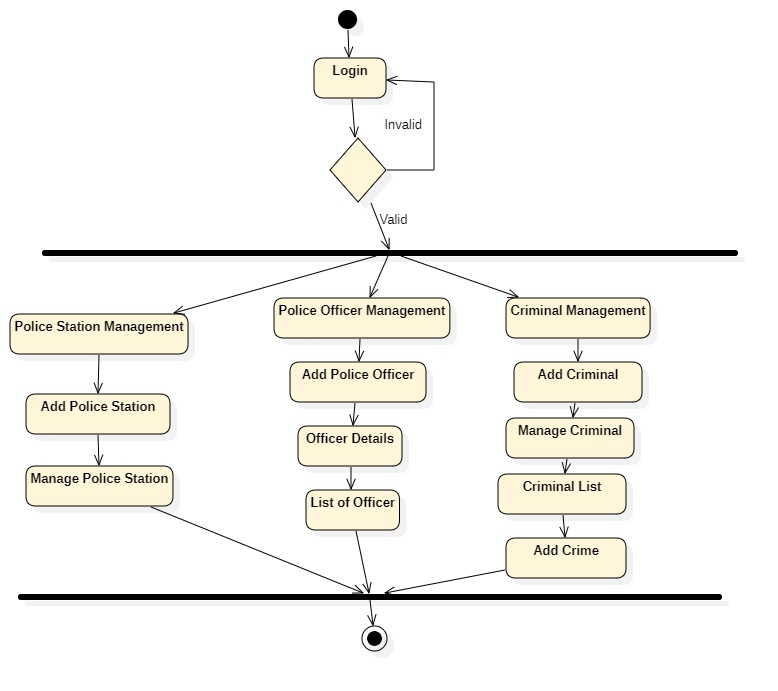 Login
Invalid
Valid
Police Station Management
Police Officer Management
Criminal Management
Add Police Station
Add Police Officer
Add Criminal
Manage Police Station
Officer Details
Manage Criminal
List of Officer
Criminal List
Add Crime